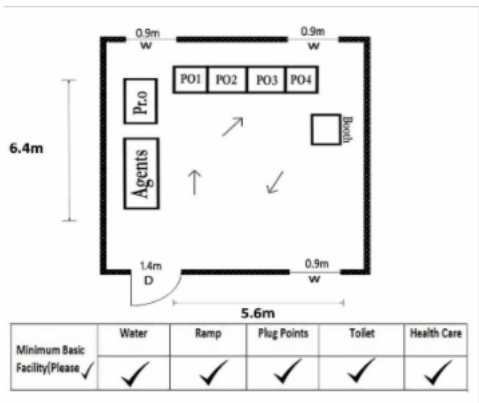 0.9m
W
0.9m
W
PO1 PO2 PO3 PO4
Pr.o
Booth
6.4m
Agents
1.4m
D
0.9m
W
5.6m
Minimum Basic
Facility(Please ✓
Water Ramp Plug Points Toilet Health Care
✓ ✓ ✓ ✓ ✓